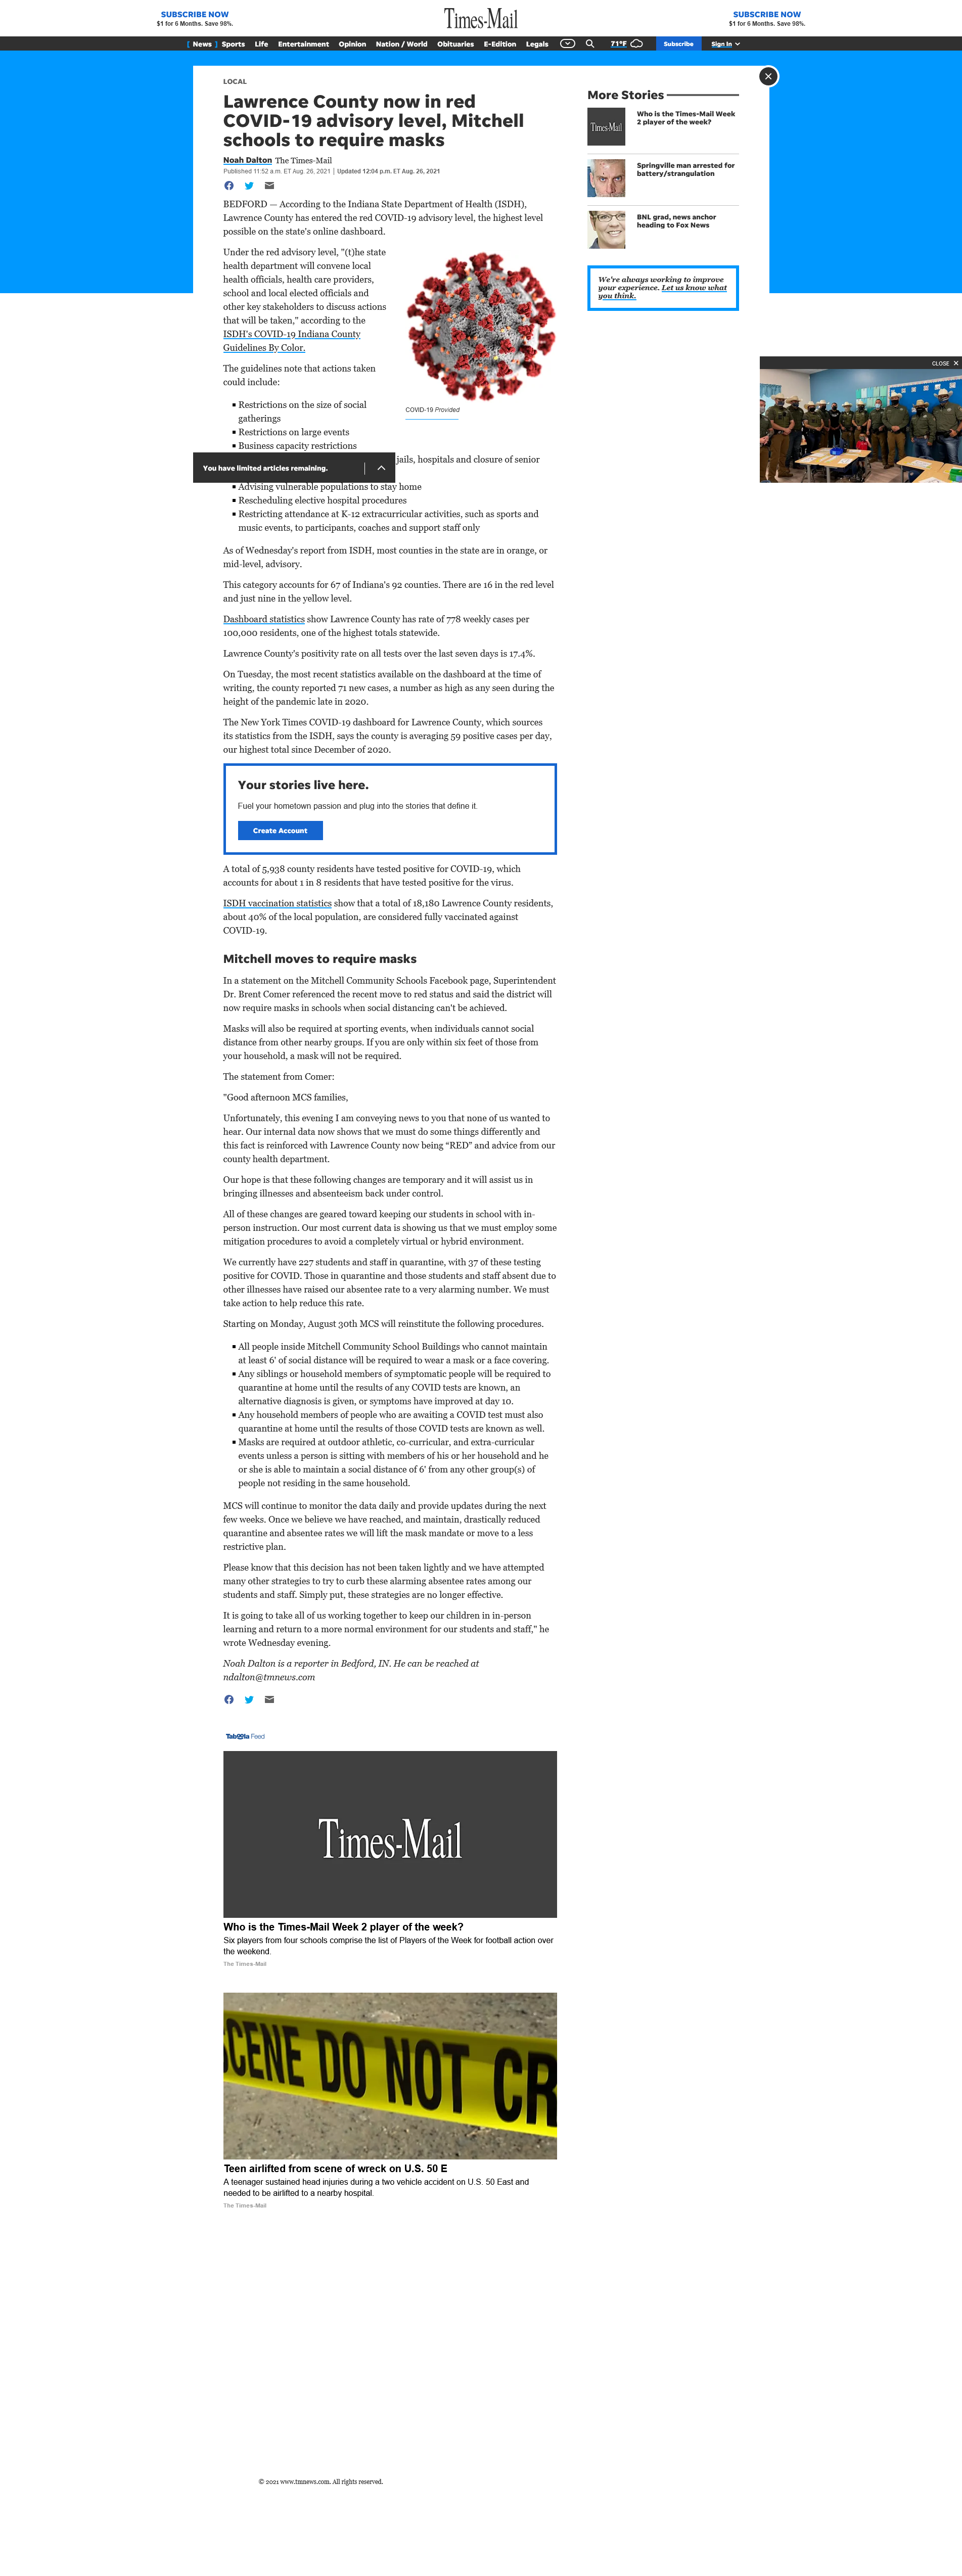 SUBSCRIBE NOW
$1 for 6 Months. Save 98%.
Times-Mail
SUBSCRIBE NOW
$1 for 6 Months. Save 98%.
News Sports Life Entertainment Opinion Nation / World Obituaries E-Edition Legals 71°F Subscribe Sign In
LOCAL
Lawrence County now in red
COVID-19 advisory level, Mitchell
schools to require masks
Noah Dalton The Times-Mail
Published 11:52 a.m. ET Aug. 26, 2021 | Updated 12:04 p.m. ET Aug. 26, 2021
BEDFORD — According to the Indiana State Department of Health (ISDH),
Lawrence County has entered the red COVID-19 advisory level, the highest level
possible on the state's online dashboard.
Under the red advisory level, "(t)he state
health department will convene local
health officials, health care providers,
school and local elected officials and
other key stakeholders to discuss actions
that will be taken," according to the
ISDH's COVID-19 Indiana County
Guidelines By Color.
COVID-19 Provided
The guidelines note that actions taken
could include:
Restrictions on the size of social
gatherings
Restrictions on large events
Business capacity restrictions
jails, hospitals and closure of senior
You have limited articles remaining.
Advising vulnerable populations to stay home
Rescheduling elective hospital procedures
Restricting attendance at K-12 extracurricular activities, such as sports and
music events, to participants, coaches and support staff only
As of Wednesday's report from ISDH, most counties in the state are in orange, or
mid-level, advisory.
This category accounts for 67 of Indiana's 92 counties. There are 16 in the red level
and just nine in the yellow level.
Dashboard statistics show Lawrence County has rate of 778 weekly cases per
100,000 residents, one of the highest totals statewide.
Lawrence County's positivity rate on all tests over the last seven days is 17.4%.
On Tuesday, the most recent statistics available on the dashboard at the time of
writing, the county reported 71 new cases, a number as high as any seen during the
height of the pandemic late in 2020.
The New York Times COVID-19 dashboard for Lawrence County, which sources
its statistics from the ISDH, says the county is averaging 59 positive cases per day,
our highest total since December of 2020.
Your stories live here.
Fuel your hometown passion and plug into the stories that define it.
Create Account
A total of 5,938 county residents have tested positive for COVID-19, which
accounts for about 1 in 8 residents that have tested positive for the virus.
ISDH vaccination statistics show that a total of 18,180 Lawrence County residents,
about 40% of the local population, are considered fully vaccinated against
COVID-19.
Mitchell moves to require masks
In a statement on the Mitchell Community Schools Facebook page, Superintendent
Dr. Brent Comer referenced the recent move to red status and said the district will
now require masks in schools when social distancing can't be achieved.
Masks will also be required at sporting events, when individuals cannot social
distance from other nearby groups. If you are only within six feet of those from
your household, a mask will not be required.
The statement from Comer:
"Good afternoon MCS families,
Unfortunately, this evening I am conveying news to you that none of us wanted to
hear. Our internal data now shows that we must do some things differently and
this fact is reinforced with Lawrence County now being “RED” and advice from our
county health department.
Our hope is that these following changes are temporary and it will assist us in
bringing illnesses and absenteeism back under control.
All of these changes are geared toward keeping our students in school with in-
person instruction. Our most current data is showing us that we must employ some
mitigation procedures to avoid a completely virtual or hybrid environment.
We currently have 227 students and staff in quarantine, with 37 of these testing
positive for COVID. Those in quarantine and those students and staff absent due to
other illnesses have raised our absentee rate to a very alarming number. We must
take action to help reduce this rate.
Starting on Monday, August 30th MCS will reinstitute the following procedures.
All people inside Mitchell Community School Buildings who cannot maintain
at least 6' of social distance will be required to wear a mask or a face covering.
Any siblings or household members of symptomatic people will be required to
quarantine at home until the results of any COVID tests are known, an
alternative diagnosis is given, or symptoms have improved at day 10.
Any household members of people who are awaiting a COVID test must also
quarantine at home until the results of those COVID tests are known as well.
Masks are required at outdoor athletic, co-curricular, and extra-curricular
events unless a person is sitting with members of his or her household and he
or she is able to maintain a social distance of 6' from any other group(s) of
people not residing in the same household.
MCS will continue to monitor the data daily and provide updates during the next
few weeks. Once we believe we have reached, and maintain, drastically reduced
quarantine and absentee rates we will lift the mask mandate or move to a less
restrictive plan.
Please know that this decision has not been taken lightly and we have attempted
many other strategies to try to curb these alarming absentee rates among our
students and staff. Simply put, these strategies are no longer effective.
It is going to take all of us working together to keep our children in in-person
learning and return to a more normal environment for our students and staff," he
wrote Wednesday evening.
Noah Dalton is a reporter in Bedford, IN. He can be reached at
ndalton@tmnews.com
More Stories
Times-Mail
Who is the Times-Mail Week
2 player of the week?
Springville man arrested for
battery/strangulation
BNL grad, news anchor
heading to Fox News
We're always working to improve
your experience. Let us know what
you think.
CLOSE
Taboola Feed
Times-Mail
Who is the Times-Mail Week 2 player of the week?
Six players from four schools comprise the list of Players of the Week for football action over
the weekend.
The Times-Mail
SCENE DO NOT CR
Teen airlifted from scene of wreck on U.S. 50 E
A teenager sustained head injuries during a two vehicle accident on U.S. 50 East and
needed to be airlifted to a nearby hospital.
The Times-Mail
© 2021 www.tmnews.com. All rights reserved.